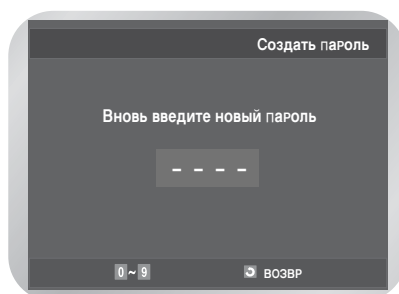 Создать пароль
Вновь введите новый пароль
– – – –
0 ~ 9 ВОЗВР